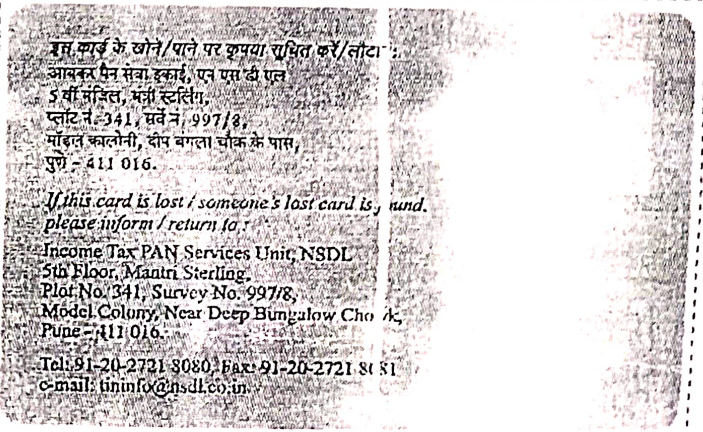 इस कार्ड के खोने/पाने पर कृपया सूचित करें/लौटा
आयकर पैन सेवा इकाई, एन एस डी एल
5 वीं मंजिल, मंत्री स्टर्लिंग,
प्लॉट नं. 341, सर्वे नं. 997/8,
मॉडल कालोनी, दीप बंगला चौक के पास,
पुणे - 411 016.
If this card is lost / someone's lost card is found,
please inform / return to :
Income Tax PAN Services Unit, NSDL
5th Floor, Mantri Sterling,
Plot No. 341, Survey No. 997/8,
Model Colony, Near Deep Bungalow Chowk,
Pune - 411 016.
Tel: 91-20-2721 8080, Fax: 91-20-2721 8081
e-mail: tininfo@nsdl.co.in